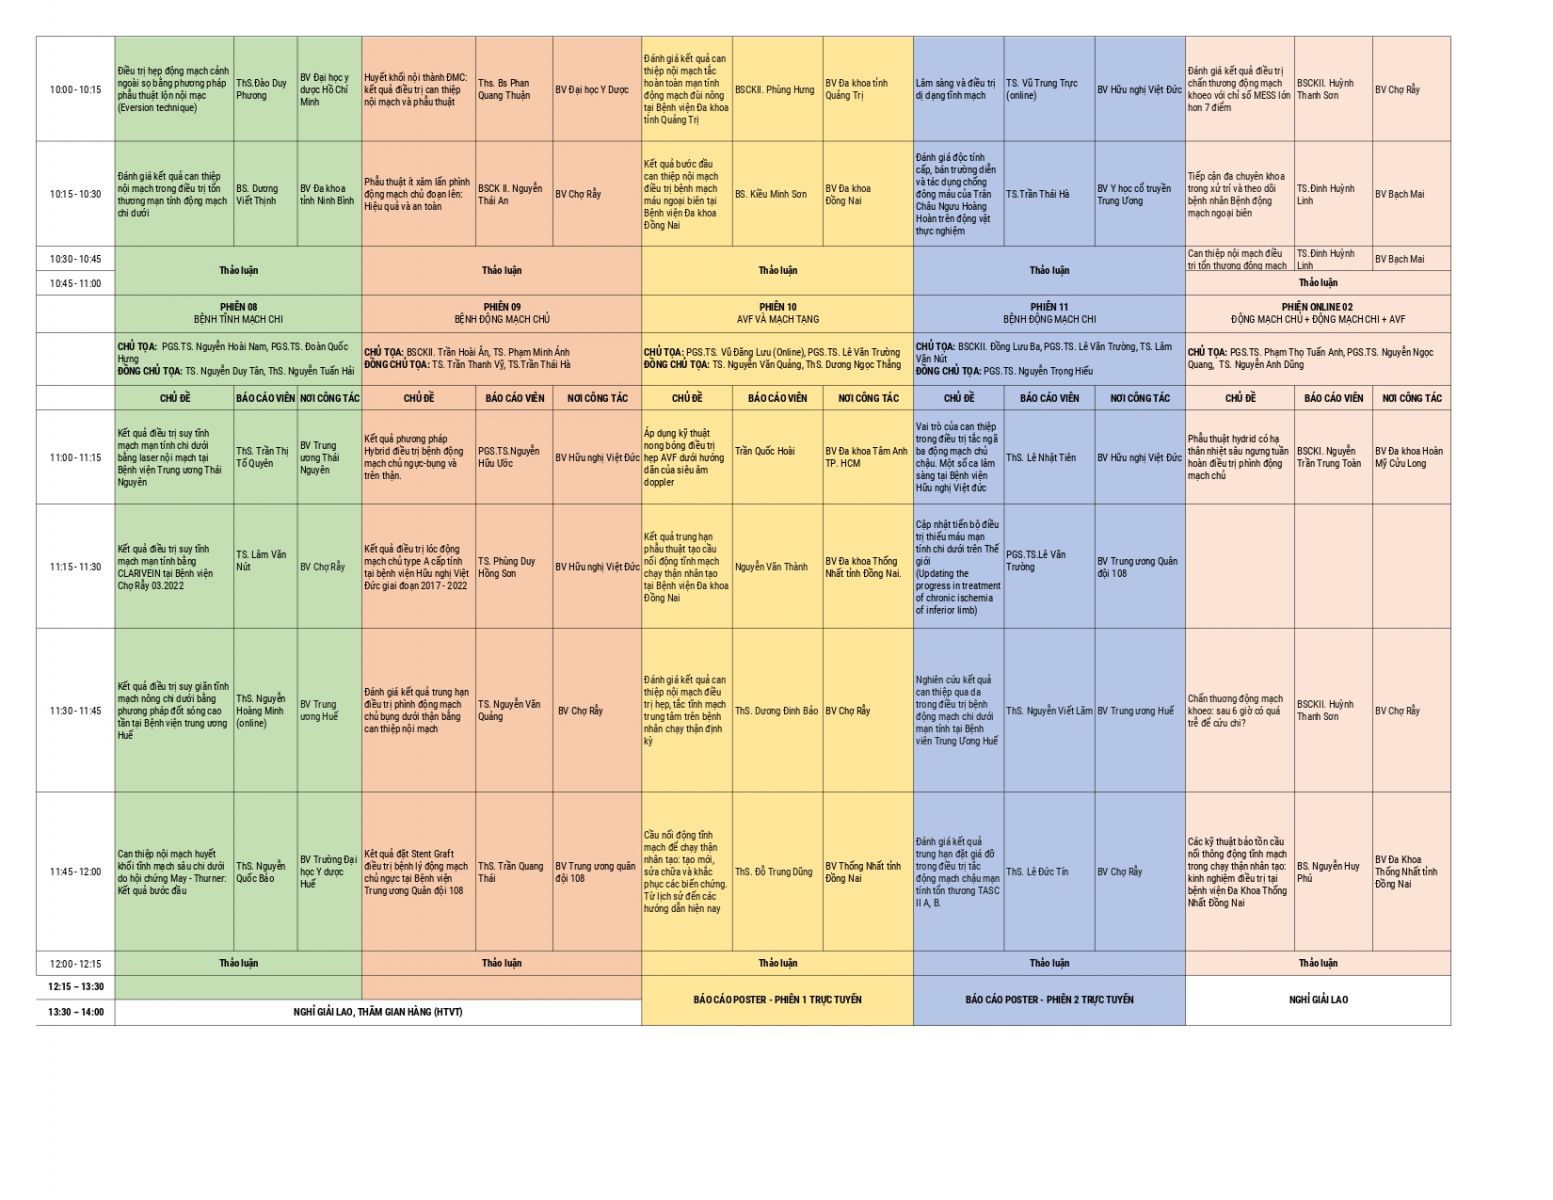 10:00 - 10:15
Điều trị hẹp động mạch cảnh
ngoài sọ bằng phương pháp
phẫu thuật lộn nội mạc
(Eversion technique)
ThS.Đào Duy
Phương
BV Đại học y
dược Hồ Chí
Minh
Huyết khối nội thành ĐMC:
kết quả điều trị can thiệp
nội mạch và phẫu thuật
Ths. Bs Phan
Quang Thuận
BV Đại học Y Dược
Đánh giá kết quả can
thiệp nội mạch tắc
hoàn toàn mạn tính
động mạch đùi nông
tại Bệnh viện Đa khoa
tỉnh Quảng Trị
BSCKII. Phùng Hưng
BV Đa khoa tỉnh
Quảng Trị
Lâm sàng và điều trị
dị dạng tĩnh mạch
TS. Vũ Trung Trực
(online)
BV Hữu nghị Việt Đức
Đánh giá kết quả điều trị
chấn thương động mạch
khoeo với chỉ số MESS lớn
hơn 7 điểm
BSCKII. Huỳnh
Thanh Sơn
BV Chợ Rẫy
10:15 - 10:30
Đánh giá kết quả can thiệp
nội mạch trong điều trị tổn
thương mạn tính động mạch
chi dưới
BS. Dương
Viết Thịnh
BV Đa khoa
tỉnh Ninh Bình
Phẫu thuật ít xâm lấn phình
động mạch chủ đoạn lên:
Hiệu quả và an toàn
BSCK II. Nguyễn
Thái An
BV Chợ Rẫy
Kết quả bước đầu
can thiệp nội mạch
điều trị bệnh mạch
máu ngoại biên tại
Bệnh viện Đa khoa
Đồng Nai
BS. Kiều Minh Sơn
BV Đa khoa
Đồng Nai
Đánh giá độc tính
cấp, bán trường diễn
và tác dụng chống
đông máu của Trân
Châu Ngưu Hoàng
Hoàn trên động vật
thực nghiệm
TS.Trần Thái Hà
BV Y học cổ truyền
Trung Ương
Tiếp cận đa chuyên khoa
trong xử trí và theo dõi
bệnh nhân Bệnh động
mạch ngoại biên
TS.Đinh Huỳnh
Linh
BV Bạch Mai
10:30 - 10:45
Thảo luận
Thảo luận
Thảo luận
Thảo luận
Can thiệp nội mạch điều
trị tổn thương động mạch
TS.Đinh Huỳnh
Linh
BV Bạch Mai
10:45 - 11:00
Thảo luận
PHIÊN 08
BỆNH TĨNH MẠCH CHI
PHIÊN 09
BỆNH ĐỘNG MẠCH CHỦ
PHIÊN 10
AVF VÀ MẠCH TẠNG
PHIÊN 11
BỆNH ĐỘNG MẠCH CHI
PHIÊN ONLINE 02
ĐỘNG MẠCH CHỦ + ĐỘNG MẠCH CHI + AVF
CHỦ TỌA: PGS.TS. Nguyễn Hoài Nam, PGS.TS. Đoàn Quốc
Hưng
ĐỒNG CHỦ TỌA: TS. Nguyễn Duy Tân, ThS. Nguyễn Tuấn Hải
CHỦ TỌA: BSCKII. Trần Hoài Ân, TS. Phạm Minh Ánh
ĐỒNG CHỦ TỌA: TS. Trần Thanh Vỹ, TS.Trần Thái Hà
CHỦ TỌA: PGS.TS. Vũ Đăng Lưu (Online), PGS.TS. Lê Văn Trường
ĐỒNG CHỦ TỌA: TS. Nguyễn Văn Quảng, ThS. Dương Ngọc Thắng
CHỦ TỌA: BSCKII. Đồng Lưu Ba, PGS.TS. Lê Văn Trường, TS. Lâm
Văn Nút
ĐỒNG CHỦ TỌA: PGS.TS. Nguyễn Trọng Hiếu
CHỦ TỌA: PGS.TS. Phạm Thọ Tuấn Anh, PGS.TS. Nguyễn Ngọc
Quang, TS. Nguyễn Anh Dũng
CHỦ ĐỀ BÁO CÁO VIÊN NƠI CÔNG TÁC CHỦ ĐỀ BÁO CÁO VIÊN NƠI CÔNG TÁC CHỦ ĐỀ BÁO CÁO VIÊN NƠI CÔNG TÁC CHỦ ĐỀ BÁO CÁO VIÊN NƠI CÔNG TÁC CHỦ ĐỀ BÁO CÁO VIÊN NƠI CÔNG TÁC
11:00 - 11:15
Kết quả điều trị suy tĩnh
mạch mạn tính chi dưới
bằng laser nội mạch tại
Bệnh viện Trung ương Thái
Nguyên
ThS. Trần Thị
Tố Quyên
BV Trung
ương Thái
Nguyên
Kết quả phương pháp
Hybrid điều trị bệnh động
mạch chủ ngực-bụng và
trên thận.
PGS.TS.Nguyễn
Hữu Ước
BV Hữu nghị Việt Đức
Áp dụng kỹ thuật
nong bóng điều trị
hẹp AVF dưới hướng
dẫn của siêu âm
doppler
Trần Quốc Hoài
BV Đa khoa Tâm Anh
TP. HCM
Vai trò của can thiệp
trong điều trị tắc ngã
ba động mạch chủ
chậu. Một số ca lâm
sàng tại Bệnh viện
Hữu nghị Việt đức
ThS. Lê Nhật Tiên
BV Hữu nghị Việt Đức
Phẫu thuật hydrid có hạ
thân nhiệt sâu ngưng tuần
hoàn điều trị phình động
mạch chủ
BSCKI. Nguyễn
Trần Trung Toàn
BV Đa khoa Hoàn
Mỹ Cửu Long
11:15 - 11:30
Kết quả điều trị suy tĩnh
mạch mạn tính bằng
CLARIVEIN tại Bệnh viện
Chợ Rẫy 03.2022
TS. Lâm Văn
Nút
BV Chợ Rẫy
Kết quả điều trị lóc động
mạch chủ type A cấp tính
tại bệnh viện Hữu nghị Việt
Đức giai đoạn 2017 - 2022
TS. Phùng Duy
Hồng Sơn
BV Hữu nghị Việt Đức
Kết quả trung hạn
phẫu thuật tạo cầu
nối động tĩnh mạch
chạy thận nhân tạo
tại Bệnh viện Đa khoa
Đồng Nai
Nguyễn Văn Thành
BV Đa khoa Thống
Nhất tỉnh Đồng Nai.
Cập nhật tiến bộ điều
trị thiếu máu mạn
tính chi dưới trên Thế
giới
(Updating the
progress in treatment
of chronic ischemia
of inferior limb)
PGS.TS.Lê Văn
Trường
BV Trung ương Quân
đội 108
11:30 - 11:45
Kết quả điều trị suy giãn tĩnh
mạch nông chi dưới bằng
phương pháp đốt sóng cao
tần tại Bệnh viện trung ương
Huế
ThS. Nguyễn
Hoàng Minh
(online)
BV Trung
ương Huế
Đánh giá kết quả trung hạn
điều trị phình động mạch
chủ bụng dưới thận bằng
can thiệp nội mạch
TS. Nguyễn Văn
Quảng
BV Chợ Rẫy
Đánh giá kết quả can
thiệp nội mạch điều
trị hẹp, tắc tĩnh mạch
trung tâm trên bệnh
nhân chạy thận định
kỳ
ThS. Dương Đình Bảo
BV Chợ Rẫy
Nghiên cứu kết quả
can thiệp qua da
trong điều trị bệnh
động mạch chi dưới
mạn tính tại Bệnh
viên Trung Ương Huế
ThS. Nguyễn Viết Lãm
BV Trung ương Huế
Chấn thuơng động mạch
khoeo: sau 6 giờ có quá
trễ để cứu chi?
BSCKII. Huỳnh
Thanh Sơn
BV Chợ Rẫy
11:45 - 12:00
Can thiệp nội mạch huyết
khối tĩnh mạch sâu chi dưới
do hội chứng May - Thurner:
Kết quả bước đầu
ThS. Nguyễn
Quốc Bảo
BV Trường Đại
học Y dược
Huế
Kêt quả đặt Stent Graft
điều trị bệnh lý động mạch
chủ ngực tại Bệnh viện
Trung ương Quân đội 108
ThS. Trần Quang
Thái
BV Trung ương quân
đội 108
Cầu nối động tĩnh
mạch để chạy thận
nhân tạo: tạo mới,
sửa chữa và khắc
phục các biến chứng.
Từ lịch sử đến các
hướng dẫn hiện nay
ThS. Đỗ Trung Dũng
BV Thống Nhất tỉnh
Đồng Nai
Đánh giá kết quả
trung hạn đặt giá đỡ
trong điều trị tắc
động mạch chậu mạn
tính tổn thương TASC
II A, B.
ThS. Lê Đức Tín
BV Chợ Rẫy
Các kỹ thuật bảo tồn cầu
nối thông động tĩnh mạch
trong chạy thận nhân tạo:
kinh nghiệm điều trị tại
bệnh viện Đa Khoa Thống
Nhất Đồng Nai
BS. Nguyễn Huy
Phú
BV Đa Khoa
Thống Nhất tỉnh
Đồng Nai
12:00 - 12:15
Thảo luận
Thảo luận
Thảo luận
Thảo luận
Thảo luận
12:15 – 13:30
BÁO CÁO POSTER - PHIÊN 1 TRỰC TUYẾN
BÁO CÁO POSTER - PHIÊN 2 TRỰC TUYẾN
NGHỈ GIẢI LAO
13:30 – 14:00
NGHỈ GIẢI LAO, THĂM GIAN HÀNG (HTVT)